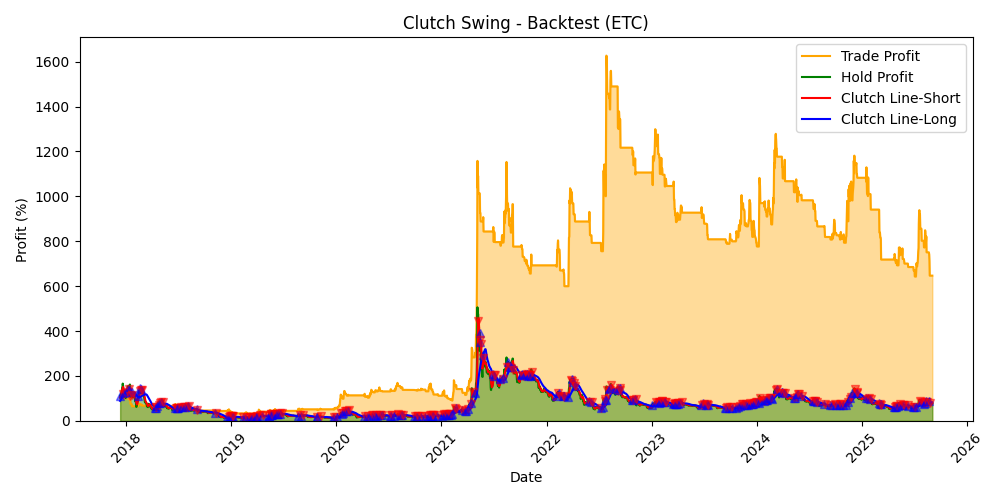 Clutch Swing - Backtest (ETC)
Trade Profit
Hold Profit
Clutch Line-Short
Clutch Line-Long
Profit (%)
1600
1400
1200
1000
800
600
400
200
0
2018
2019
2020
2021
2022
2023
2024
2025
2026
Date